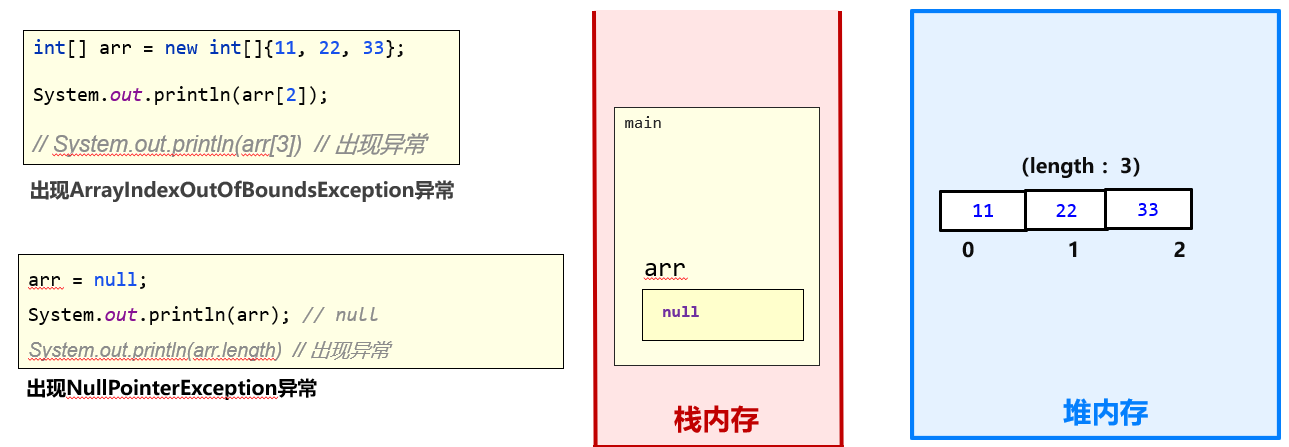 int[] arr = new int[]{11, 22, 33};
System.out.println(arr[2]);
// System.out.println(arr[3]) // 出现异常
出现ArrayIndexOutOfBoundsException异常
arr = null;
System.out.println(arr); // null
System.out.println(arr.length) // 出现异常
出现NullPointerException异常
main
arr
null
栈内存
(length： 3)
11 22 33
0 1 2
堆内存